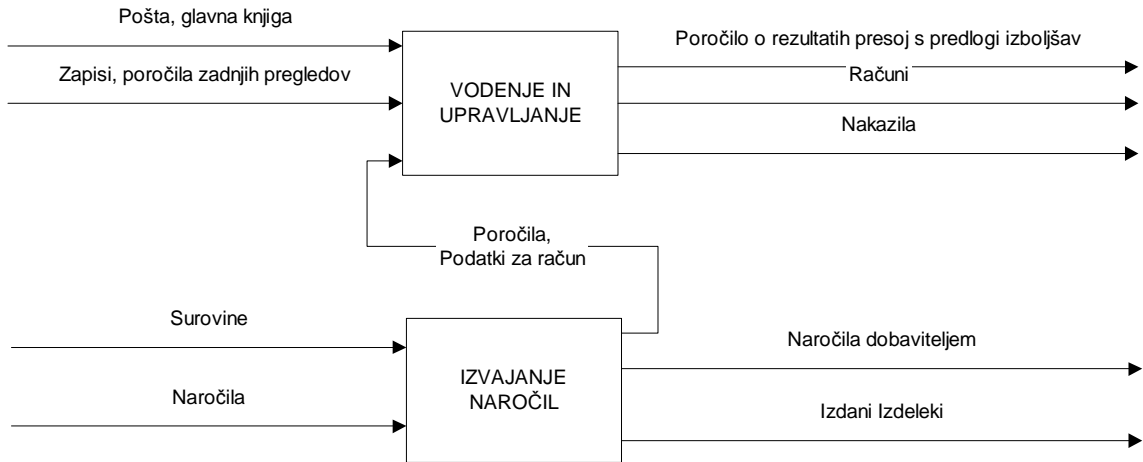 Pošta, glavna knjiga
Zapisi, poročila zadnjih pregledov
VODENJE IN
UPRAVLJANJE
Poročilo o rezultatih presoj s predlogi izboljšav
Računi
Nakazila
Poročila,
Podatki za račun
Surovine
Naročila
IZVAJANJE
NAROČIL
Naročila dobaviteljem
Izdani Izdeleki